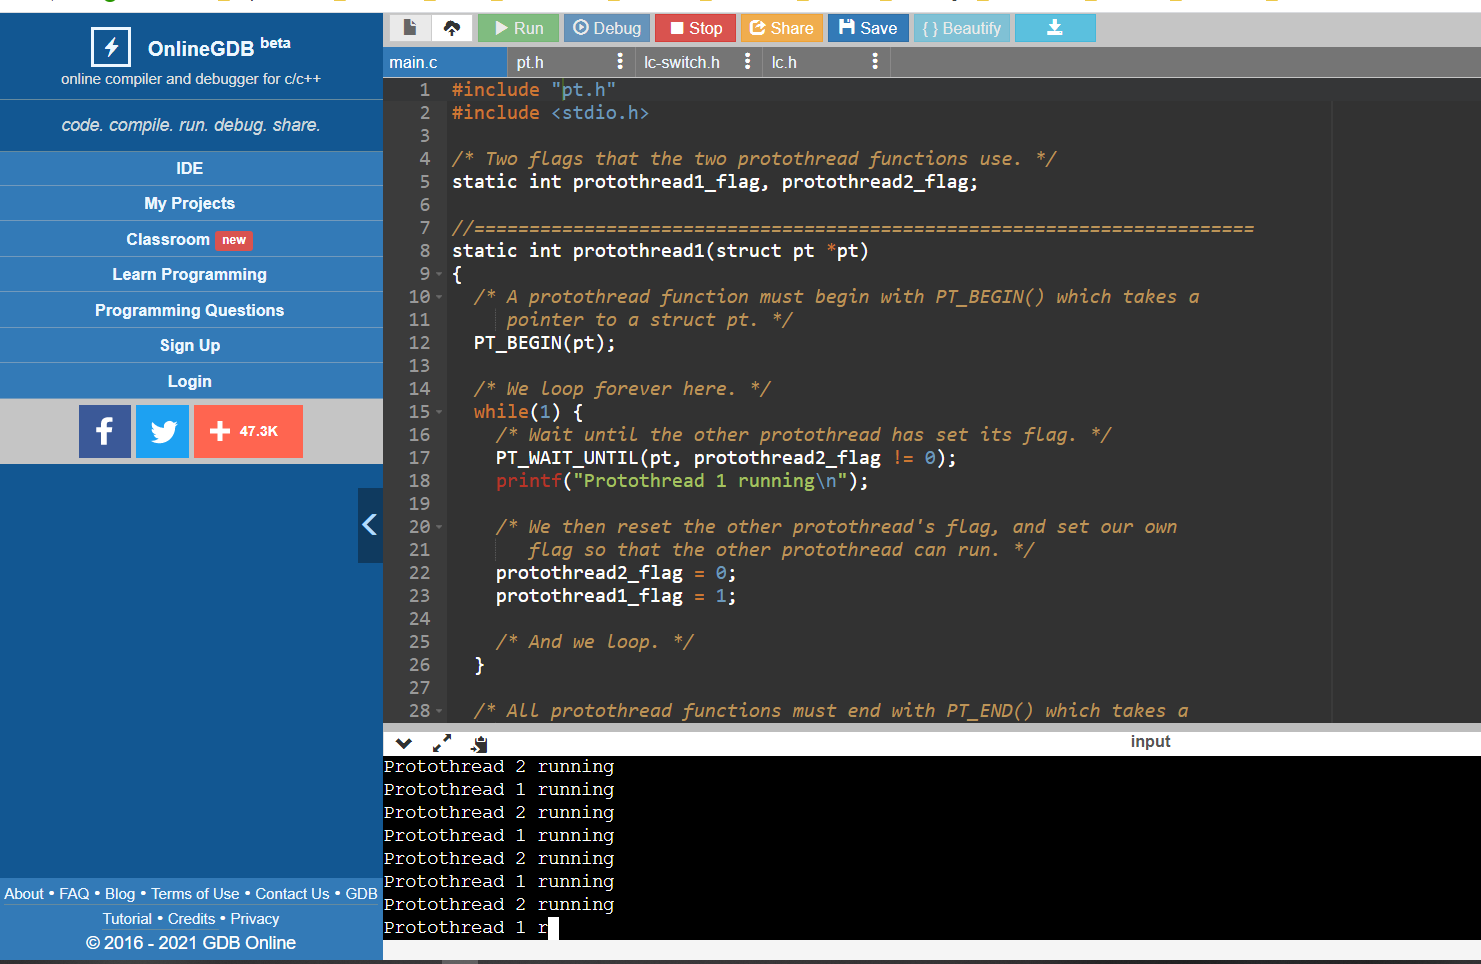 OnlineGDB beta
online compiler and debugger for c/c++
code. compile. run. debug. share.
IDE
My Projects
Classroom new
Learn Programming
Programming Questions
Sign Up
Login
47.3K
About • FAQ • Blog • Terms of Use • Contact Us • GDB
Tutorial • Credits • Privacy
© 2016 - 2021 GDB Online
Run Debug Stop Share Save { } Beautify
main.c pt.h lc-switch.h lc.h
1 #include "pt.h"
2 #include <stdio.h>
3
4 /* Two flags that the two protothread functions use. */
5 static int protothread1_flag, protothread2_flag;
6
7 //=======================================================================
8 static int protothread1(struct pt *pt)
9 {
10 /* A protothread function must begin with PT_BEGIN() which takes a
11 pointer to a struct pt. */
12 PT_BEGIN(pt);
13
14 /* We loop forever here. */
15 while(1) {
16 /* Wait until the other protothread has set its flag. */
17 PT_WAIT_UNTIL(pt, protothread2_flag != 0);
18 printf("Protothread 1 running\n");
19
20 /* We then reset the other protothread's flag, and set our own
21 flag so that the other protothread can run. */
22 protothread2_flag = 0;
23 protothread1_flag = 1;
24
25 /* And we loop. */
26 }
27
28 /* All protothread functions must end with PT_END() which takes a
input
Protothread 2 running
Protothread 1 running
Protothread 2 running
Protothread 1 running
Protothread 2 running
Protothread 1 running
Protothread 2 running
Protothread 1 r